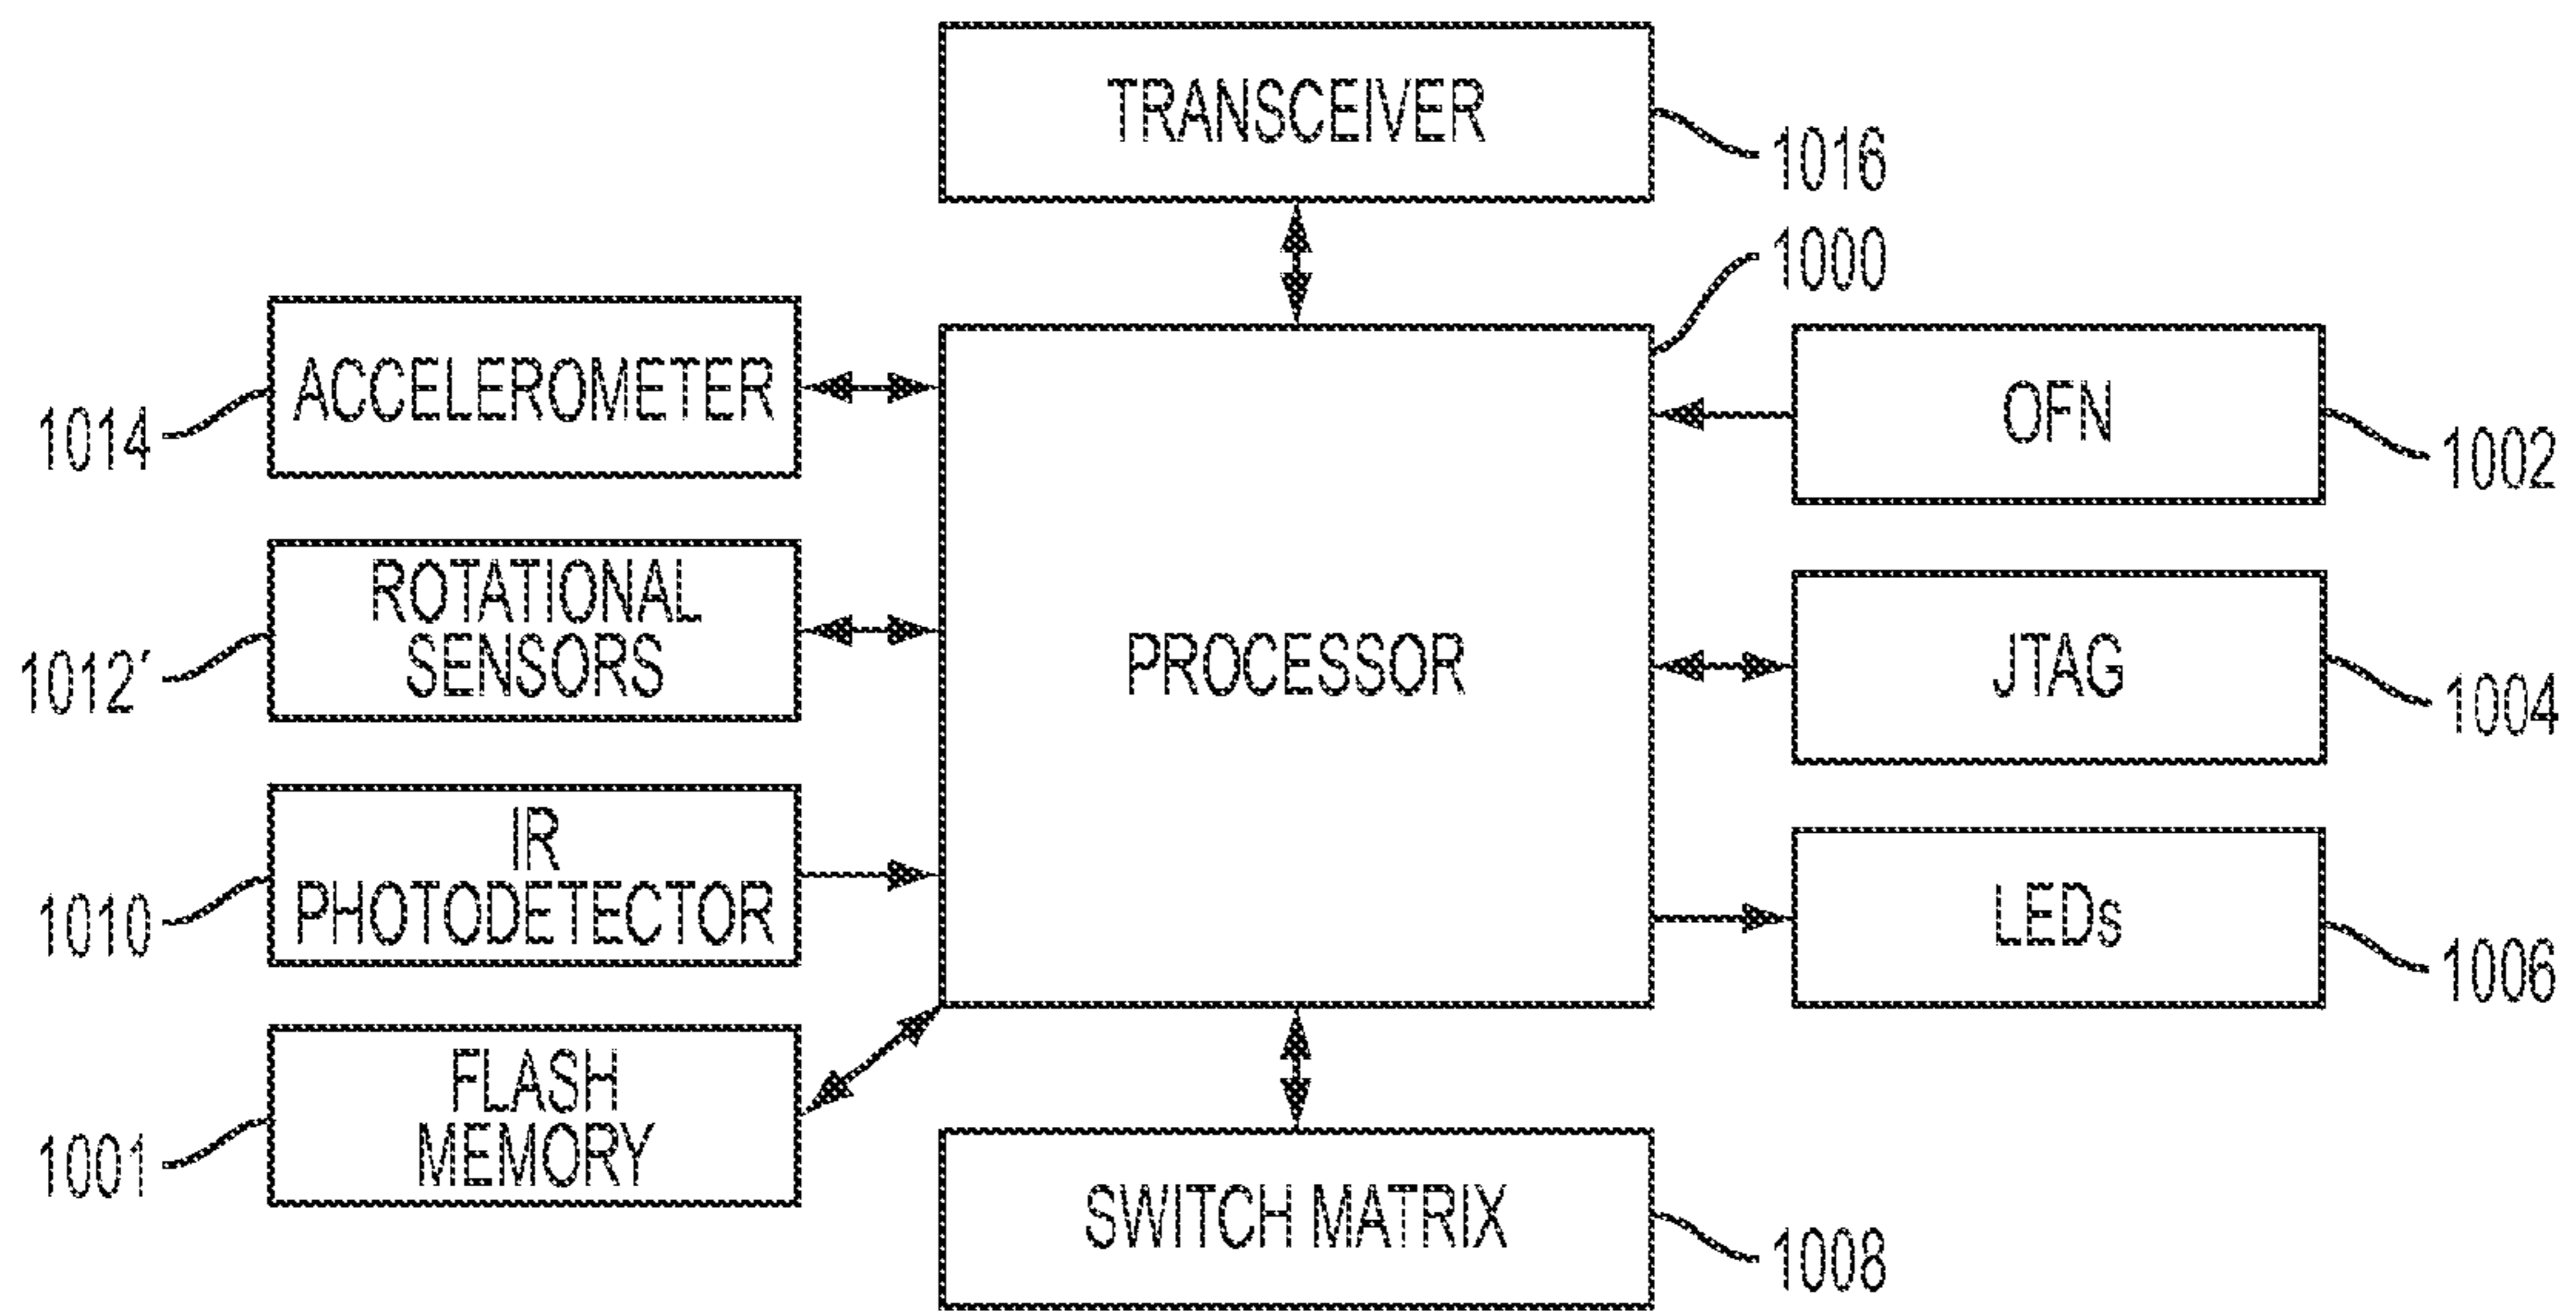 TRANSCEIVER
1016
1000
ACCELEROMETER
1014
OFN
1002
ROTATIONAL
SENSORS
1012′
PROCESSOR
JTAG
1004
IR
PHOTODETECTOR
1010
LEDs
1006
FLASH
MEMORY
1001
SWITCH MATRIX
1008